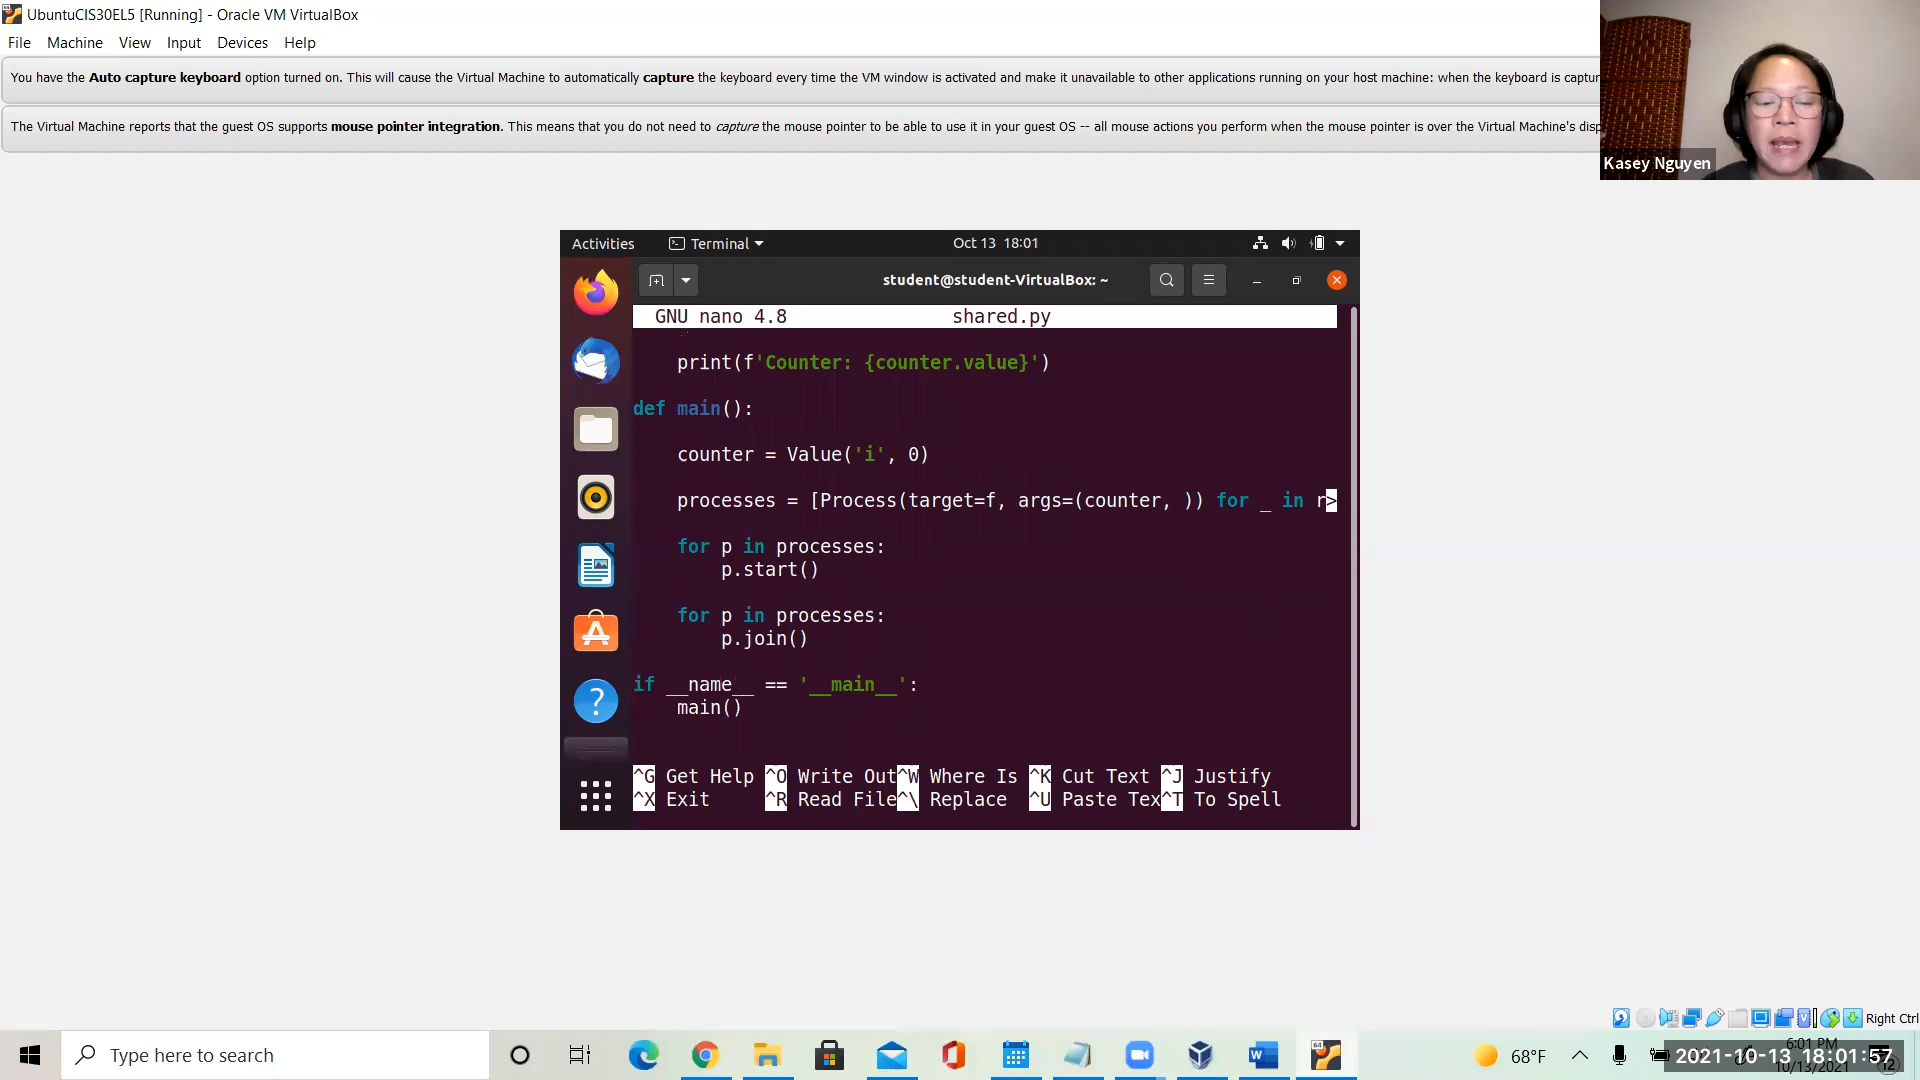 UbuntuCIS30EL5 [Running] - Oracle VM VirtualBox
File Machine View Input Devices Help
You have the Auto capture keyboard option turned on. This will cause the Virtual Machine to automatically capture the keyboard every time the VM window is activated and make it unavailable to other applications running on your host machine: when the keyboard is captur
The Virtual Machine reports that the guest OS supports mouse pointer integration. This means that you do not need to capture the mouse pointer to be able to use it in your guest OS -- all mouse actions you perform when the mouse pointer is over the Virtual Machine's disp
Kasey Nguyen
Activities Terminal Oct 13 18:01
student@student-VirtualBox: ~
GNU nano 4.8 shared.py
print(f'Counter: {counter.value}')
def main():
counter = Value('i', 0)
processes = [Process(target=f, args=(counter, )) for _ in r>
for p in processes:
p.start()
for p in processes:
p.join()
if __name__ == '__main__':
main()
^G Get Help ^O Write Out ^W Where Is ^K Cut Text ^J Justify
^X Exit ^R Read File ^\ Replace ^U Paste Tex ^T To Spell
Right Ctrl
Type here to search
68°F
6:01 PM
2021-10-13 18:01:57
10/13/2021